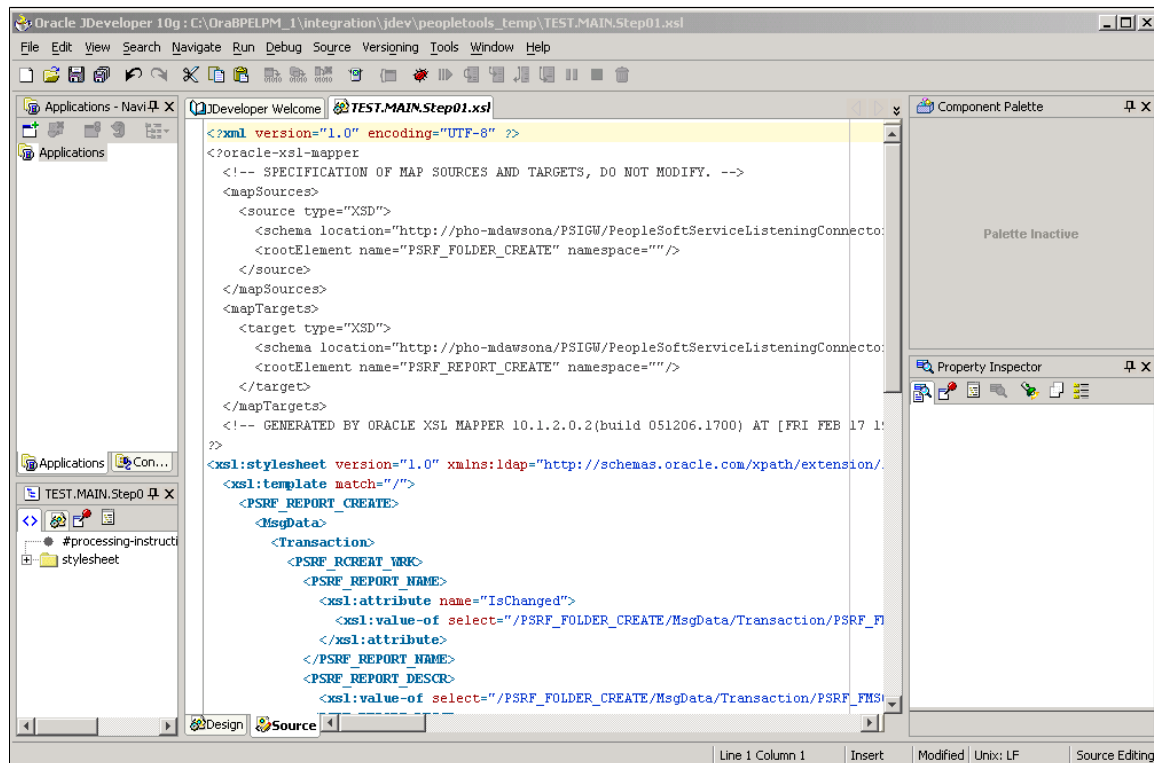 Oracle JDeveloper 10g : C:\OraBPELPM_1\integration\jdev\peopletools_temp\TEST.MAIN.Step01.xsl
File Edit View Search Navigate Run Debug Source Versioning Tools Window Help
Applications - Navi
Applications
Applications Con...
TEST.MAIN.Step0
<> 
#processing-instructi
stylesheet
JDeveloper Welcome TEST.MAIN.Step01.xsl
<?xml version="1.0" encoding="UTF-8" ?>
<?oracle-xsl-mapper
<!-- SPECIFICATION OF MAP SOURCES AND TARGETS, DO NOT MODIFY. -->
<mapSources>
<source type="XSD">
<schema location="http://pho-mdawsona/PSIGW/PeopleSoftServiceListeningConnecto
<rootElement name="PSRF_FOLDER_CREATE" namespace=""/>
</source>
</mapSources>
<mapTargets>
<target type="XSD">
<schema location="http://pho-mdawsona/PSIGW/PeopleSoftServiceListeningConnecto
<rootElement name="PSRF_REPORT_CREATE" namespace=""/>
</target>
</mapTargets>
<!-- GENERATED BY ORACLE XSL MAPPER 10.1.2.0.2(build 051206.1700) AT [FRI FEB 17 1
?>
<xsl:stylesheet version="1.0" xmlns:ldap="http://schemas.oracle.com/xpath/extension/
<xsl:template match="/">
<PSRF_REPORT_CREATE>
<MsgData>
<Transaction>
<PSRF_RCREAT_WRK>
<PSRF_REPORT_NAME>
<xsl:attribute name="IsChanged">
<xsl:value-of select="/PSRF_FOLDER_CREATE/MsgData/Transaction/PSRF_F
</xsl:attribute>
</PSRF_REPORT_NAME>
<PSRF_REPORT_DESCR>
<xsl:value-of select="/PSRF_FOLDER_CREATE/MsgData/Transaction/PSRF_FMS
Design Source
Component Palette
Palette Inactive
Property Inspector
Line 1 Column 1 Insert Modified Unix: LF Source Editing